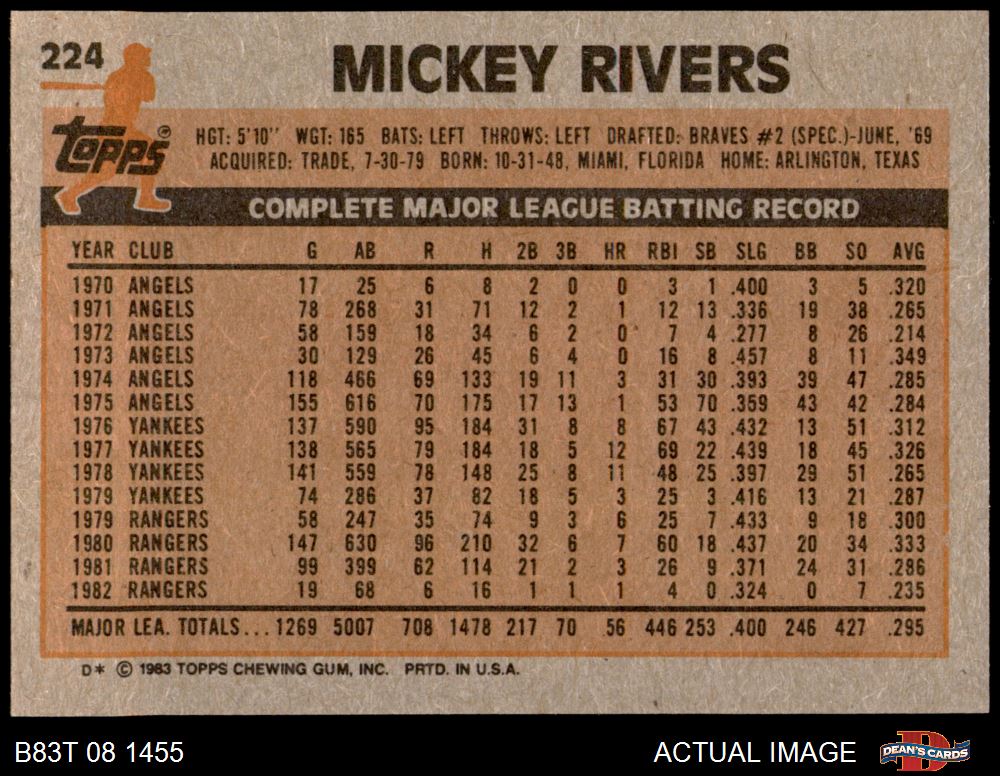 224
MICKEY RIVERS
Topps ®
HGT: 5'10" WGT: 165 BATS: LEFT THROWS: LEFT DRAFTED: BRAVES #2 (SPEC.)-JUNE, '69
ACQUIRED: TRADE, 7-30-79 BORN: 10-31-48, MIAMI, FLORIDA HOME: ARLINGTON, TEXAS
COMPLETE MAJOR LEAGUE BATTING RECORD
YEAR CLUB G AB R H 2B 3B HR RBI SB SLG BB SO AVG
1970 ANGELS 17 25 6 8 2 0 0 3 1 .400 3 5 .320
1971 ANGELS 78 268 31 71 12 2 1 12 13 .336 19 38 .265
1972 ANGELS 58 159 18 34 6 2 0 7 4 .277 8 26 .214
1973 ANGELS 30 129 26 45 6 4 0 16 8 .457 8 11 .349
1974 ANGELS 118 466 69 133 19 11 3 31 30 .393 39 47 .285
1975 ANGELS 155 616 70 175 17 13 1 53 70 .359 43 42 .284
1976 YANKEES 137 590 95 184 31 8 8 67 43 .432 13 51 .312
1977 YANKEES 138 565 79 184 18 5 12 69 22 .439 18 45 .326
1978 YANKEES 141 559 78 148 25 8 11 48 25 .397 29 51 .265
1979 YANKEES 74 286 37 82 18 5 3 25 3 .416 13 21 .287
1979 RANGERS 58 247 35 74 9 3 6 25 7 .433 9 18 .300
1980 RANGERS 147 630 96 210 32 6 7 60 18 .437 20 34 .333
1981 RANGERS 99 399 62 114 21 2 3 26 9 .371 24 31 .286
1982 RANGERS 19 68 6 16 1 1 1 4 0 .324 0 7 .235
MAJOR LEA. TOTALS... 1269 5007 708 1478 217 70 56 446 253 .400 246 427 .295
D* © 1983 TOPPS CHEWING GUM, INC. PRTD. IN U.S.A.
B83T 08 1455
ACTUAL IMAGE
D
DEAN'S CARDS